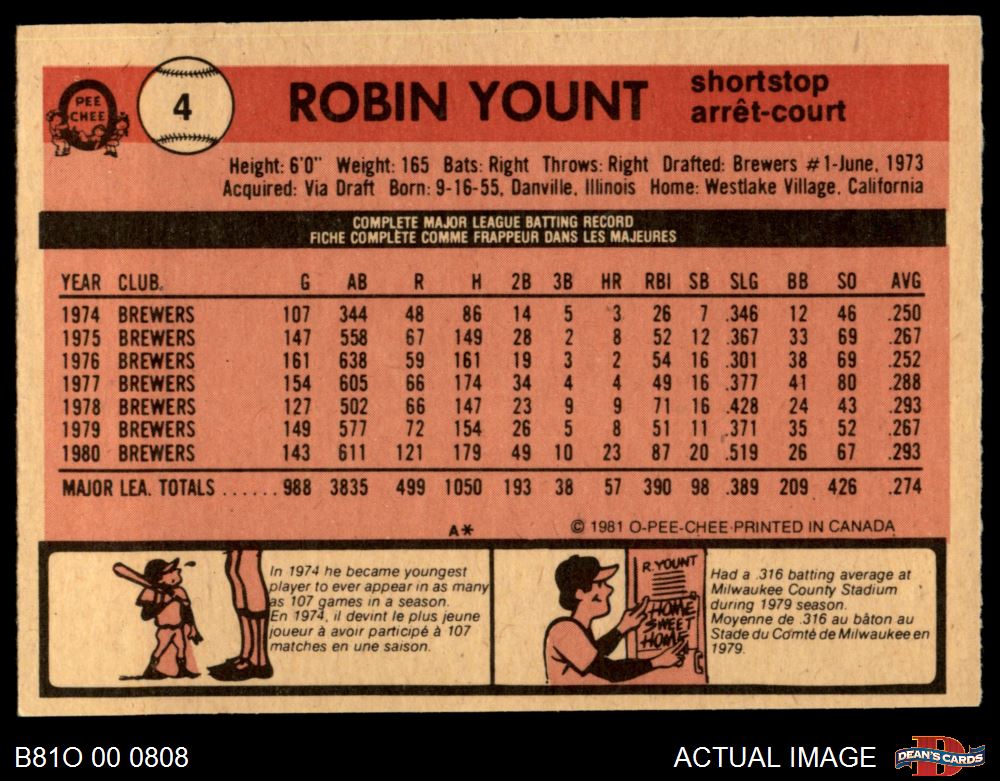 PEE
CHEE
4
ROBIN YOUNT
shortstop
arrêt-court
Height: 6'0" Weight: 165 Bats: Right Throws: Right Drafted: Brewers #1-June, 1973
Acquired: Via Draft Born: 9-16-55, Danville, Illinois Home: Westlake Village, California
COMPLETE MAJOR LEAGUE BATTING RECORD
FICHE COMPLÈTE COMME FRAPPEUR DANS LES MAJEURES
YEAR CLUB. G AB R H 2B 3B HR RBI SB SLG BB SO AVG
1974 BREWERS 107 344 48 86 14 5 3 26 7 .346 12 46 .250
1975 BREWERS 147 558 67 149 28 2 8 52 12 .367 33 69 .267
1976 BREWERS 161 638 59 161 19 3 2 54 16 .301 38 69 .252
1977 BREWERS 154 605 66 174 34 4 4 49 16 .377 41 80 .288
1978 BREWERS 127 502 66 147 23 9 9 71 16 .428 24 43 .293
1979 BREWERS 149 577 72 154 26 5 8 51 11 .371 35 52 .267
1980 BREWERS 143 611 121 179 49 10 23 87 20 .519 26 67 .293
MAJOR LEA. TOTALS ...... 988 3835 499 1050 193 38 57 390 98 .389 209 426 .274
A* © 1981 O-PEE-CHEE PRINTED IN CANADA
In 1974 he became youngest
player to ever appear in as many
as 107 games in a season.
En 1974, il devint le plus jeune
joueur à avoir participé à 107
matches en une saison.
R. YOUNT
HOME
SWEET
HOME
Had a .316 batting average at
Milwaukee County Stadium
during 1979 season.
Moyenne de .316 au bâton au
Stade du Comté de Milwaukee en
1979.
B81O 00 0808
ACTUAL IMAGE
DEAN'S CARDS